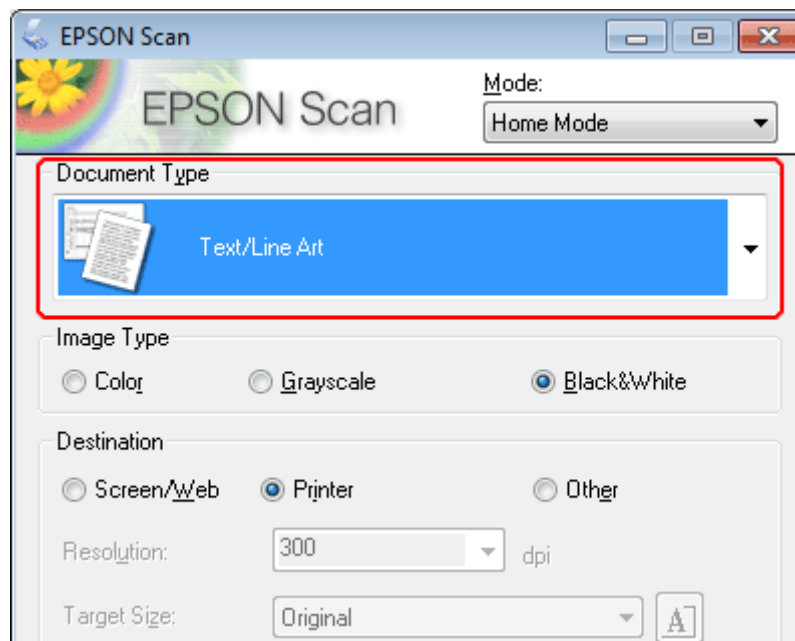 EPSON Scan
EPSON Scan
Mode:
Home Mode
Document Type
Text/Line Art
Image Type
Color Grayscale Black&White
Destination
Screen/Web Printer Other
Resolution: 300 dpi
Target Size: Original A